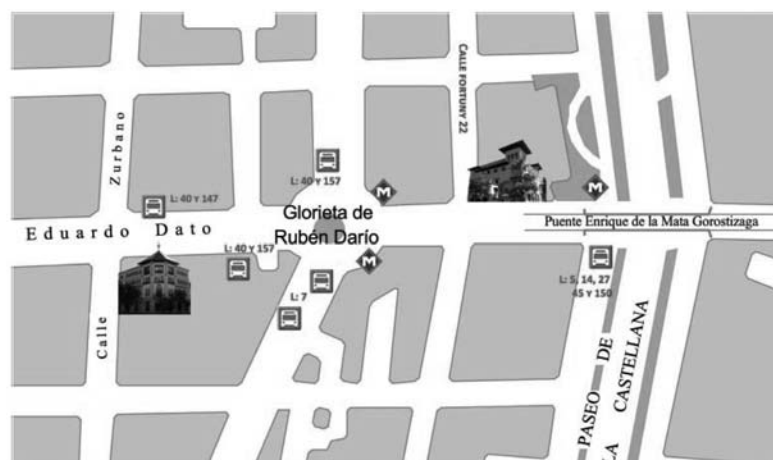 CALLE FORTUNY 22
Zurbano
L: 40 Y 157
M
M
L: 40 Y 147
Glorieta de
Rubén Darío
Puente Enrique de la Mata Gorostizaga
Eduardo Dato
L: 40 Y 157
M
L: 7
L: 5, 14, 27
45 Y 150
Calle
PASEO DE
LA CASTELLANA